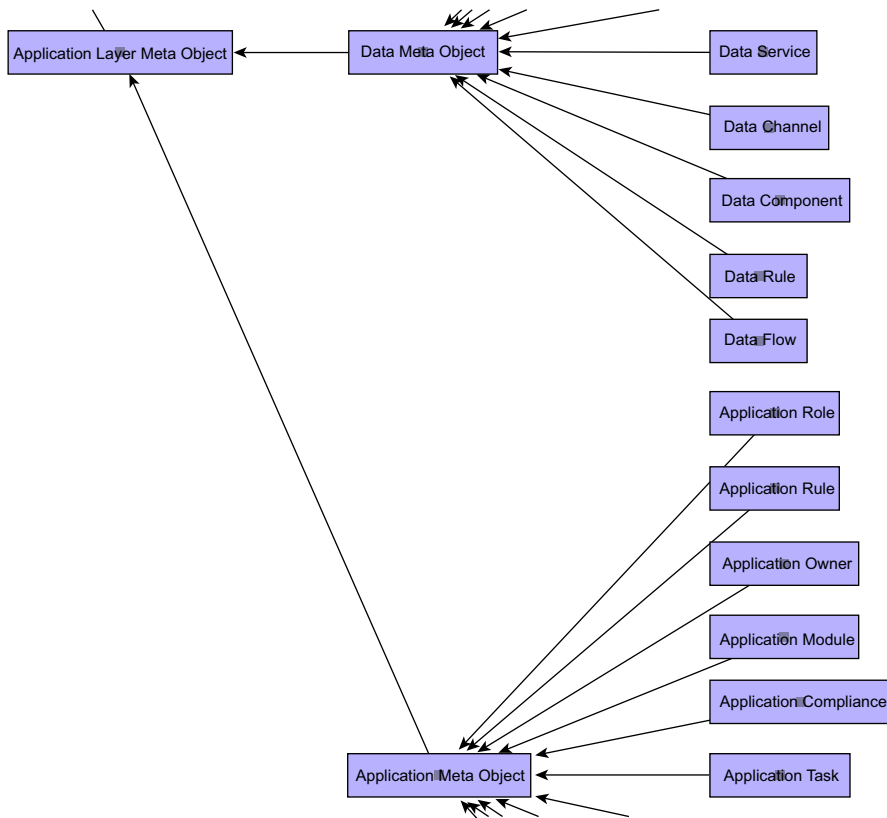 Application Layer Meta Object
Data Meta Object
Data Service
Data Channel
Data Component
Data Rule
Data Flow
Application Role
Application Rule
Application Owner
Application Module
Application Compliance
Application Meta Object
Application Task